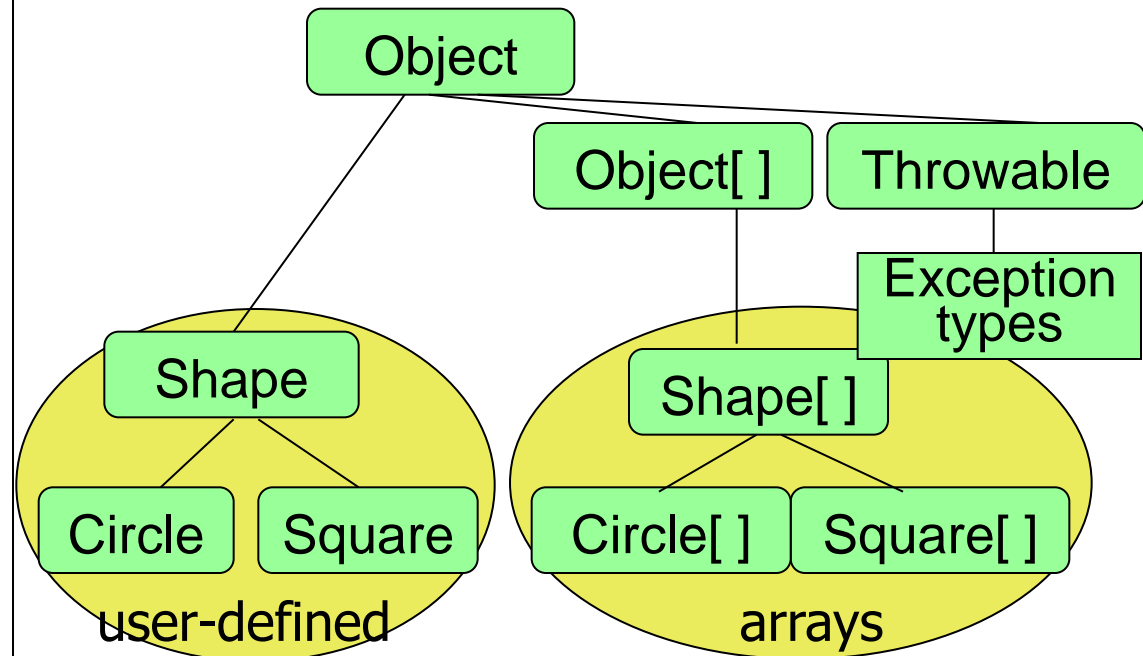 Object
Object[ ]
Throwable
Exception
types
Shape
Shape[ ]
Circle
Square
Circle[ ]
Square[ ]
user-defined
arrays